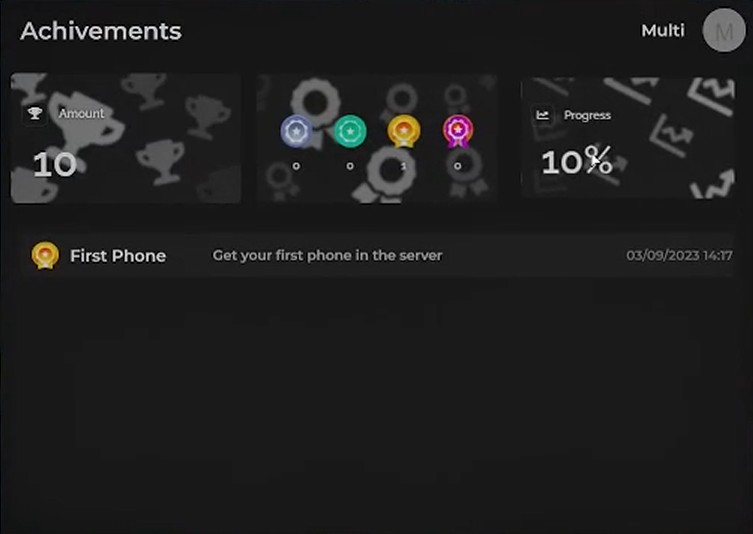 Achivements
Multi
M
Amount
10
0 0 1 0
Progress
10%
First Phone Get your first phone in the server 03/09/2023 14:17